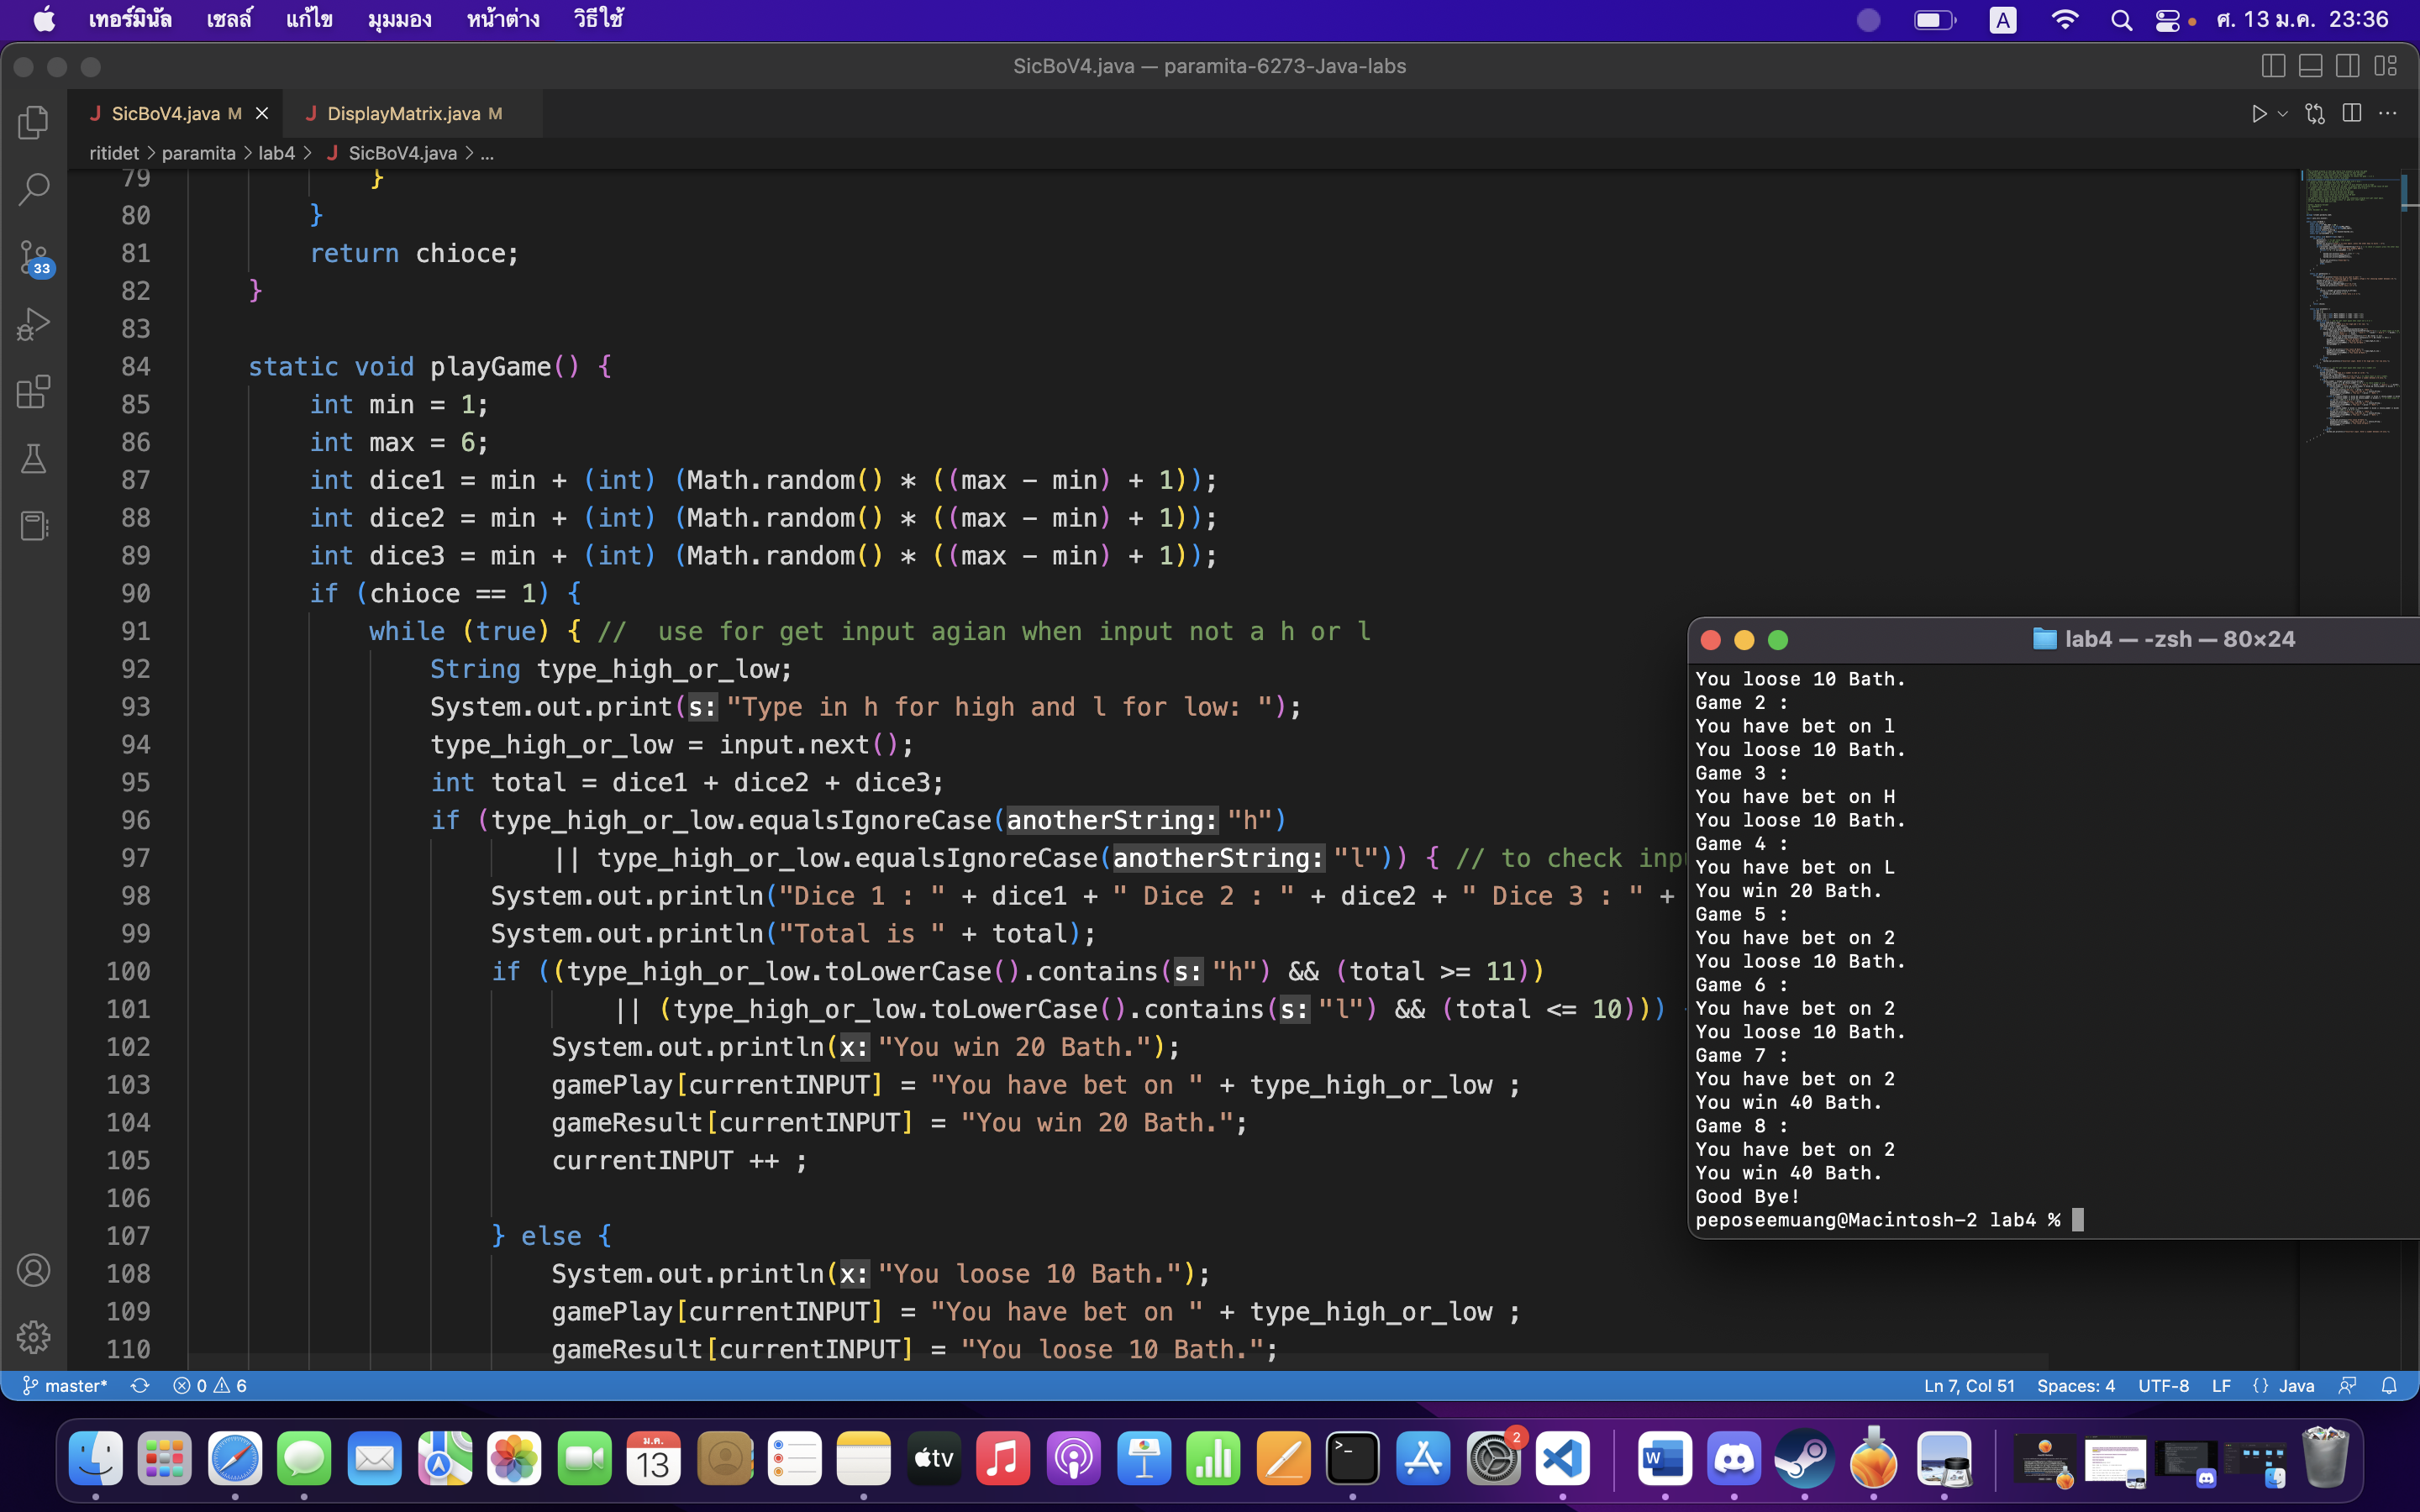 เทอร์มินัล เชลล์ แก้ไข มุมมอง หน้าต่าง วิธีใช้ A ศ. 13 ม.ค. 23:36
SicBoV4.java — paramita-6273-Java-labs
J SicBoV4.java M J DisplayMatrix.java M
ritidet > paramita > lab4 > J SicBoV4.java > ...
33
79 }
80 }
81 return chioce;
82 }
83
84 static void playGame() {
85 int min = 1;
86 int max = 6;
87 int dice1 = min + (int) (Math.random() * ((max - min) + 1));
88 int dice2 = min + (int) (Math.random() * ((max - min) + 1));
89 int dice3 = min + (int) (Math.random() * ((max - min) + 1));
90 if (chioce == 1) {
91 while (true) { //  use for get input agian when input not a h or l
92 String type_high_or_low;
93 System.out.print(s: "Type in h for high and l for low: ");
94 type_high_or_low = input.next();
95 int total = dice1 + dice2 + dice3;
96 if (type_high_or_low.equalsIgnoreCase(anotherString: "h")
97 || type_high_or_low.equalsIgnoreCase(anotherString: "l")) { // to check inp
98 System.out.println("Dice 1 : " + dice1 + " Dice 2 : " + dice2 + " Dice 3 : " +
99 System.out.println("Total is " + total);
100 if ((type_high_or_low.toLowerCase().contains(s: "h") && (total >= 11))
101 || (type_high_or_low.toLowerCase().contains(s: "l") && (total <= 10)))
102 System.out.println(x: "You win 20 Bath.");
103 gamePlay[currentINPUT] = "You have bet on " + type_high_or_low ;
104 gameResult[currentINPUT] = "You win 20 Bath.";
105 currentINPUT ++ ;
106
107 } else {
108 System.out.println(x: "You loose 10 Bath.");
109 gamePlay[currentINPUT] = "You have bet on " + type_high_or_low ;
110 gameResult[currentINPUT] = "You loose 10 Bath.";
lab4 — -zsh — 80×24
You loose 10 Bath.
Game 2 :
You have bet on l
You loose 10 Bath.
Game 3 :
You have bet on H
You loose 10 Bath.
Game 4 :
You have bet on L
You win 20 Bath.
Game 5 :
You have bet on 2
You loose 10 Bath.
Game 6 :
You have bet on 2
You loose 10 Bath.
Game 7 :
You have bet on 2
You win 40 Bath.
Game 8 :
You have bet on 2
You win 40 Bath.
Good Bye!
peposeemuang@Macintosh-2 lab4 %
master* 0 6 Ln 7, Col 51 Spaces: 4 UTF-8 LF {} Java
ม.ค. 13 tv >_ 2 W